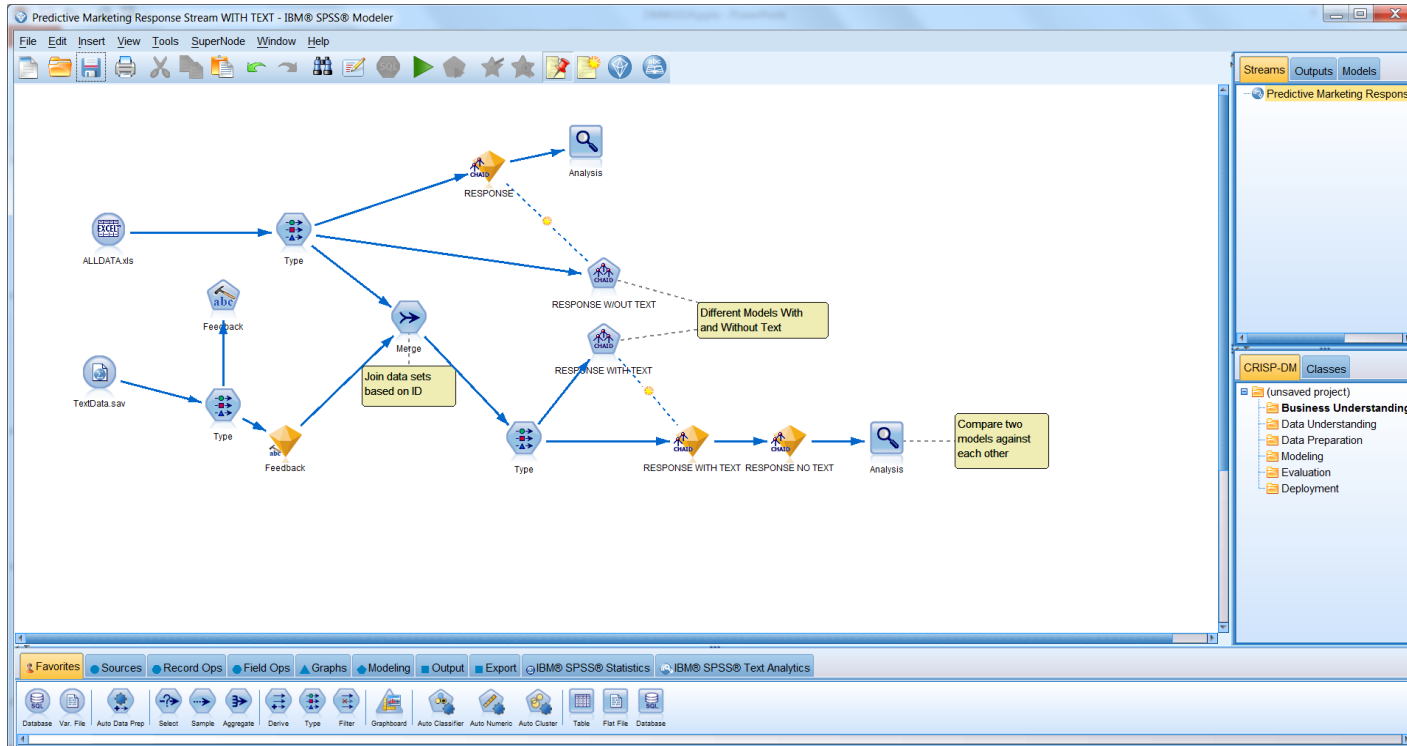 Predictive Marketing Response Stream WITH TEXT - IBM® SPSS® Modeler
File Edit Insert View Tools SuperNode Window Help
SQL
abc
Streams Outputs Models
Predictive Marketing Respons
Analysis
CHAID
RESPONSE
EXCEL
ALLDATA.xls
Type
CHAID
RESPONSE W/OUT TEXT
abc
Feedback
Different Models With
and Without Text
Merge
CHAID
RESPONSE WITH TEXT
Join data sets
based on ID
TextData.sav
Type
abc
Feedback
Type
CHAID
RESPONSE WITH TEXT
CHAID
RESPONSE NO TEXT
Analysis
Compare two
models against
each other
CRISP-DM Classes
(unsaved project)
Business Understanding
Data Understanding
Data Preparation
Modeling
Evaluation
Deployment
Favorites Sources Record Ops Field Ops Graphs Modeling Output Export IBM® SPSS® Statistics IBM® SPSS® Text Analytics
SQL SQL
Database Var. File Auto Data Prep Select Sample Aggregate Derive Type Filter Graphboard Auto Classifier Auto Numeric Auto Cluster Table Flat File Database